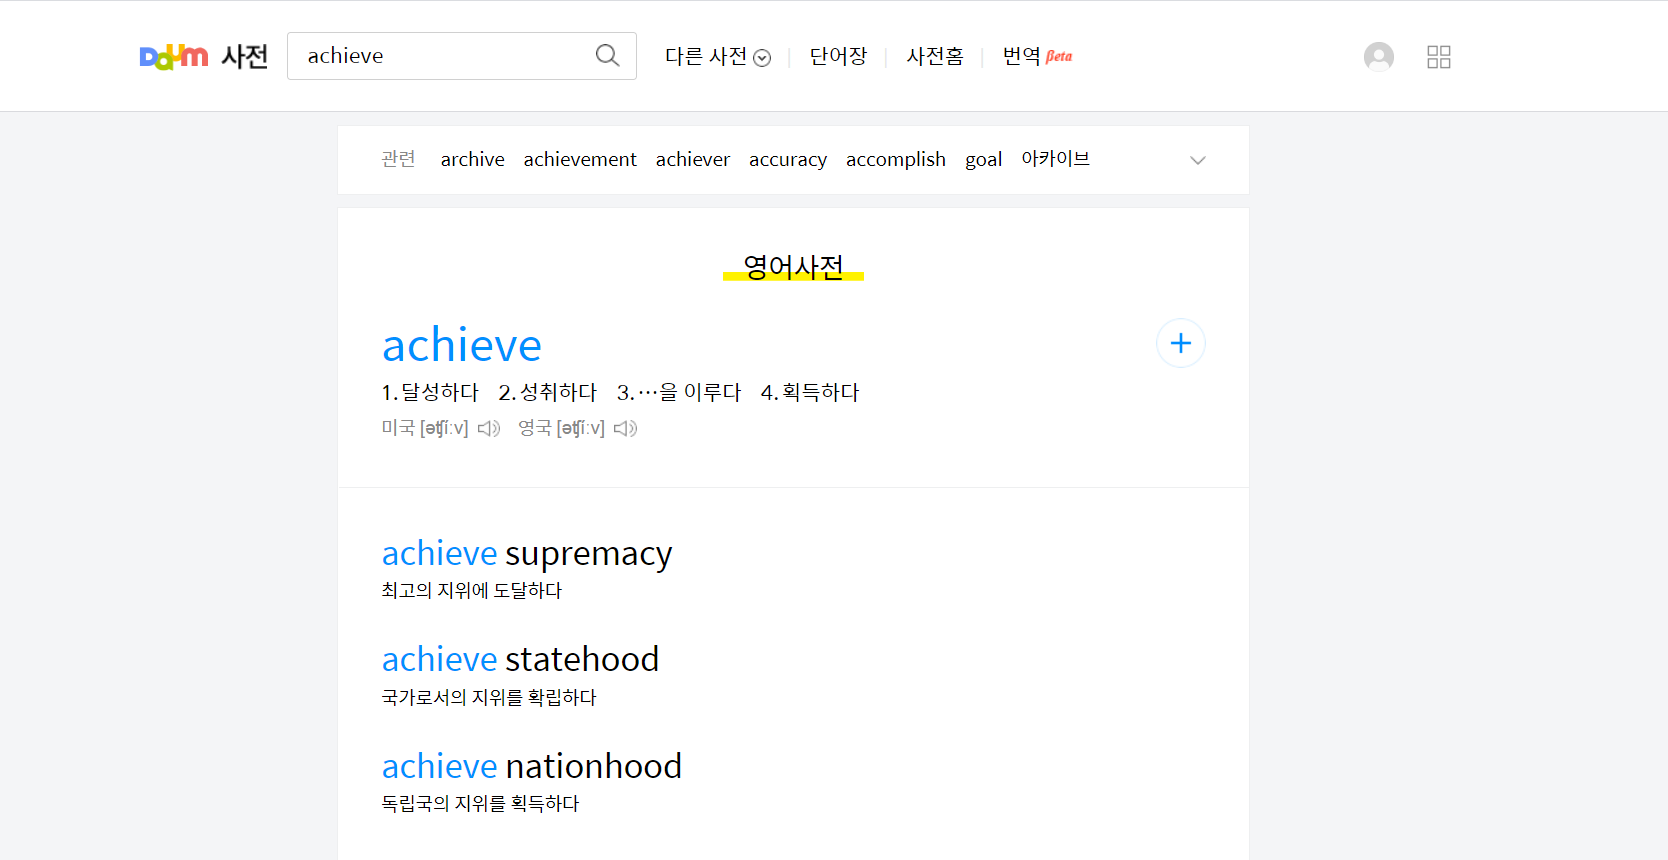 Daum 사전 achieve 다른 사전 단어장 사전홈 번역 βeta
관련 archive achievement achiever accuracy accomplish goal 아카이브
영어사전
achieve
1. 달성하다 2. 성취하다 3. …을 이루다 4. 획득하다
미국 [ətʃíːv] 영국 [ətʃíːv]
achieve supremacy
최고의 지위에 도달하다
achieve statehood
국가로서의 지위를 확립하다
achieve nationhood
독립국의 지위를 획득하다